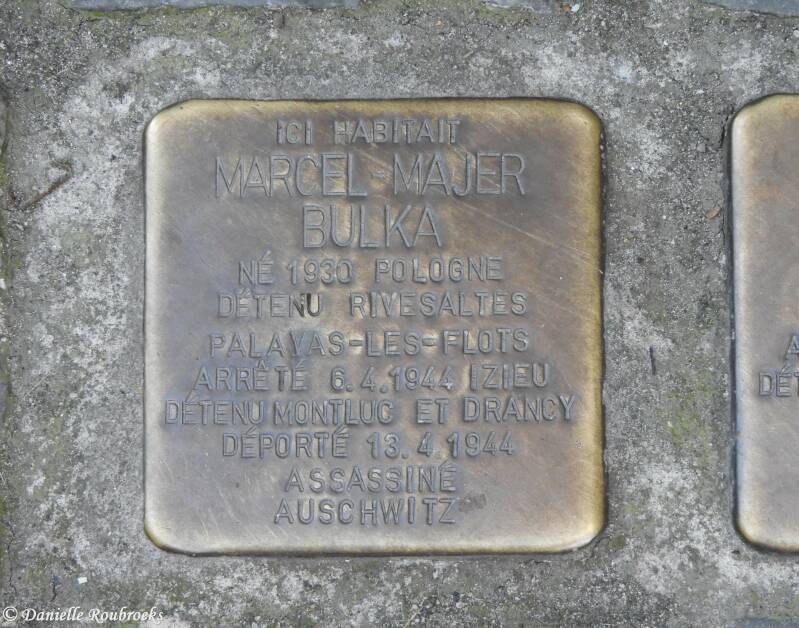 ICI HABITAIT
MARCEL-MAJER
BULKA
NÉ 1930 POLOGNE
DÉTENU RIVESALTES
PALAVAS-LES-FLOTS
ARRÊTÉ 6.4.1944 IZIEU
DÉTENU MONTLUC ET DRANCY
DÉPORTÉ 13.4.1944
ASSASSINÉ
AUSCHWITZ
A
DÉT
© Danielle Roubroeks